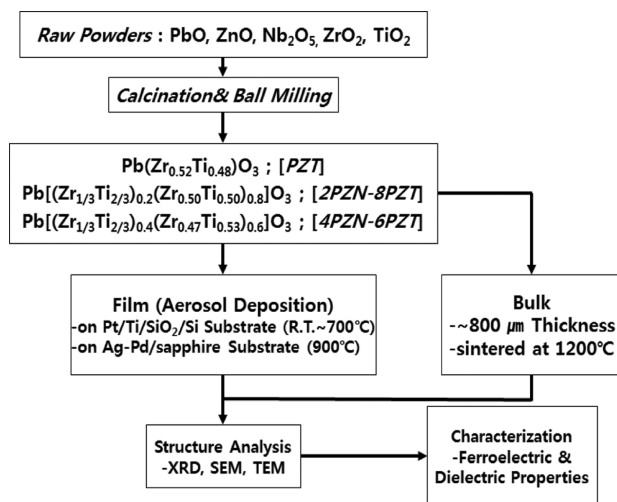 Raw Powders : PbO, ZnO, Nb₂O₅, ZrO₂, TiO₂
Calcination& Ball Milling
Pb(Zr₀.₅₂Ti₀.₄₈)O₃ ; [PZT]
Pb[(Zr₁/₃Ti₂/₃)₀.₂(Zr₀.₅₀Ti₀.₅₀)₀.₈]O₃ ; [2PZN-8PZT]
Pb[(Zr₁/₃Ti₂/₃)₀.₄(Zr₀.₄₇Ti₀.₅₃)₀.₆]O₃ ; [4PZN-6PZT]
Film (Aerosol Deposition)
-on Pt/Ti/SiO₂/Si Substrate (R.T.~700℃)
-on Ag-Pd/sapphire Substrate (900℃)
Bulk
-~800 ㎛ Thickness
-sintered at 1200℃
Structure Analysis
-XRD, SEM, TEM
Characterization
-Ferroelectric &
Dielectric Properties